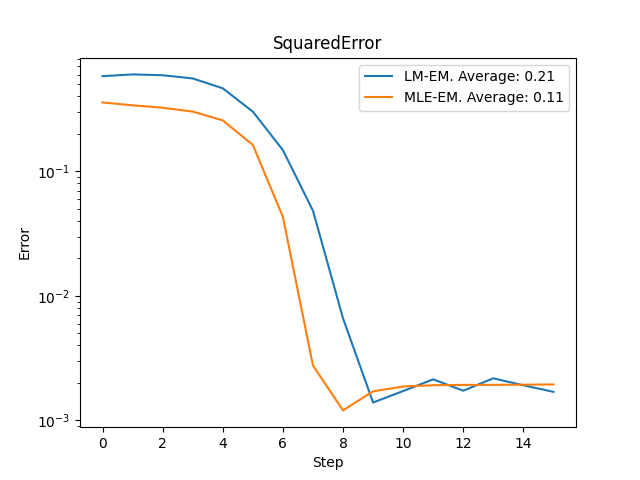 SquaredError
LM-EM. Average: 0.21
MLE-EM. Average: 0.11
Error
10⁻¹
10⁻²
10⁻³
0 2 4 6 8 10 12 14
Step